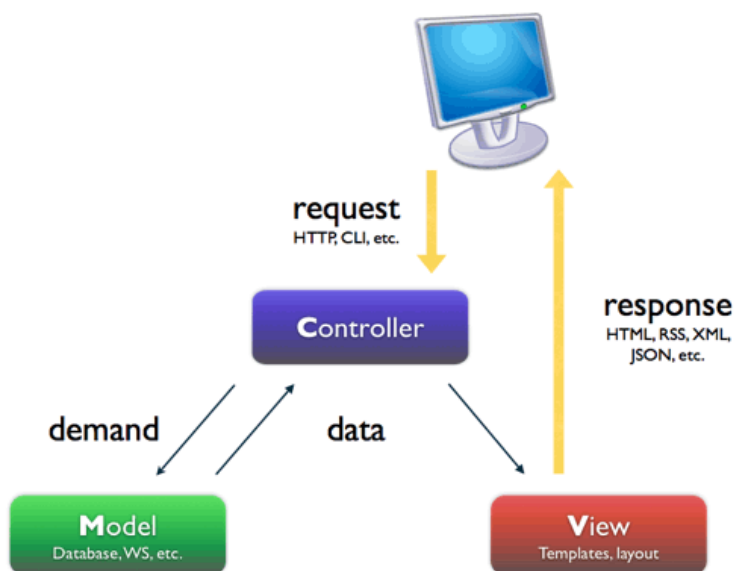 request
HTTP, CLI, etc.
Controller
response
HTML, RSS, XML,
JSON, etc.
demand
data
Model
Database, WS, etc.
View
Templates, layout